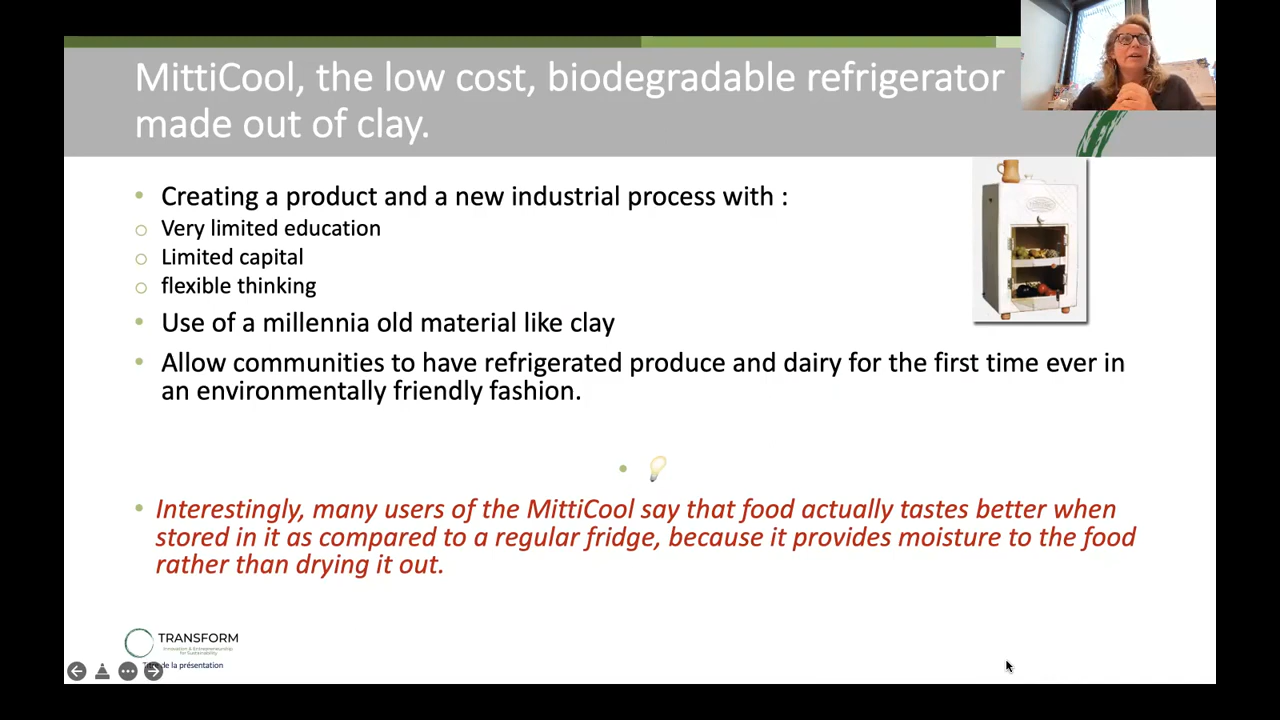 MittiCool, the low cost, biodegradable refrigerator
made out of clay.
• Creating a product and a new industrial process with :
○ Very limited education
○ Limited capital
○ flexible thinking
• Use of a millennia old material like clay
• Allow communities to have refrigerated produce and dairy for the first time ever in
an environmentally friendly fashion.
• Interestingly, many users of the MittiCool say that food actually tastes better when
stored in it as compared to a regular fridge, because it provides moisture to the food
rather than drying it out.
TRANSFORM
Innovation & Entrepreneurship
for Sustainability
de la présentation